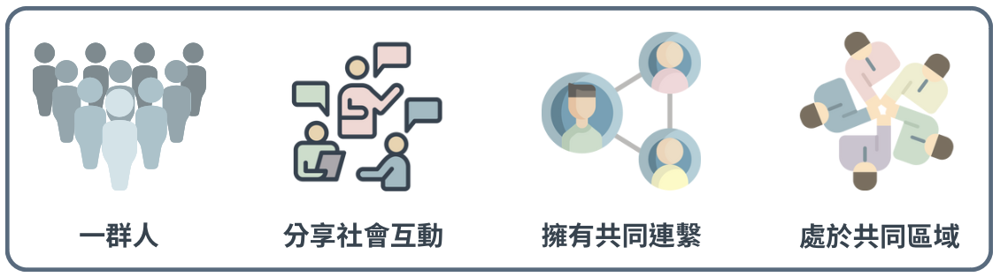 一群人
分享社會互動
擁有共同連繫
處於共同區域